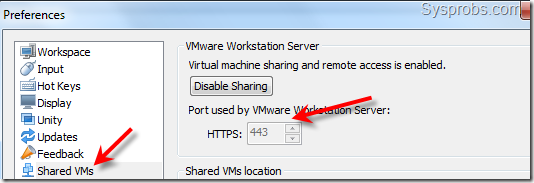 Sysprobs.com
Preferences
Workspace
Input
Hot Keys
Display
Unity
Updates
Feedback
Shared VMs
VMware Workstation Server
Virtual machine sharing and remote access is enabled.
Disable Sharing
Port used by VMware Workstation Server:
HTTPS: 443
Shared VMs location